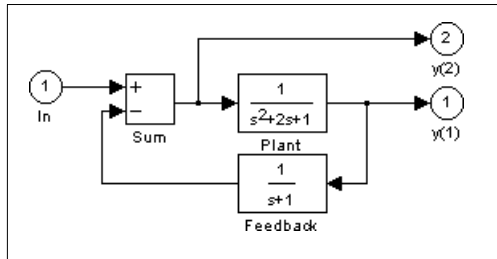 2
y(2)
1
In
+
−
Sum
1
s²+2s+1
Plant
1
y(1)
1
s+1
Feedback